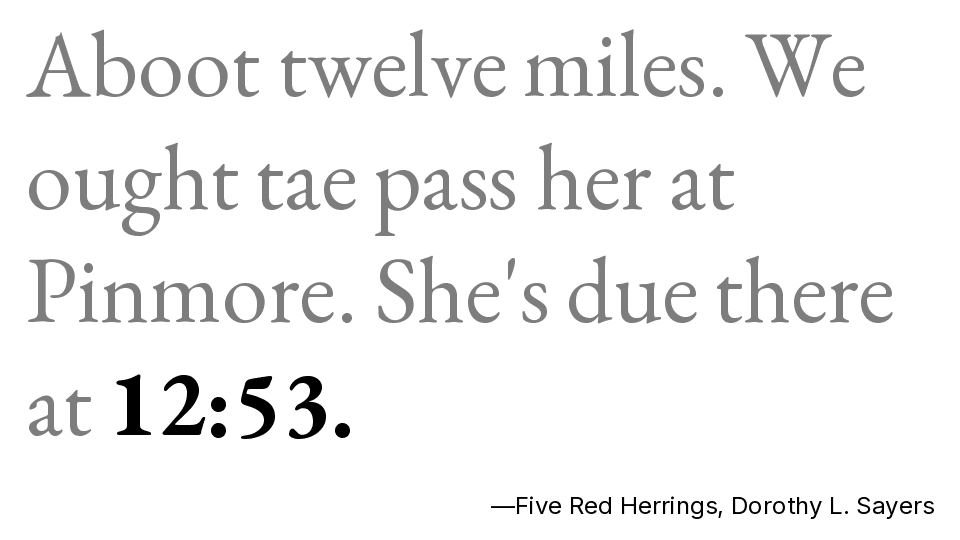 Aboot twelve miles. We
ought tae pass her at
Pinmore. She's due there
at 12:53.
—Five Red Herrings, Dorothy L. Sayers